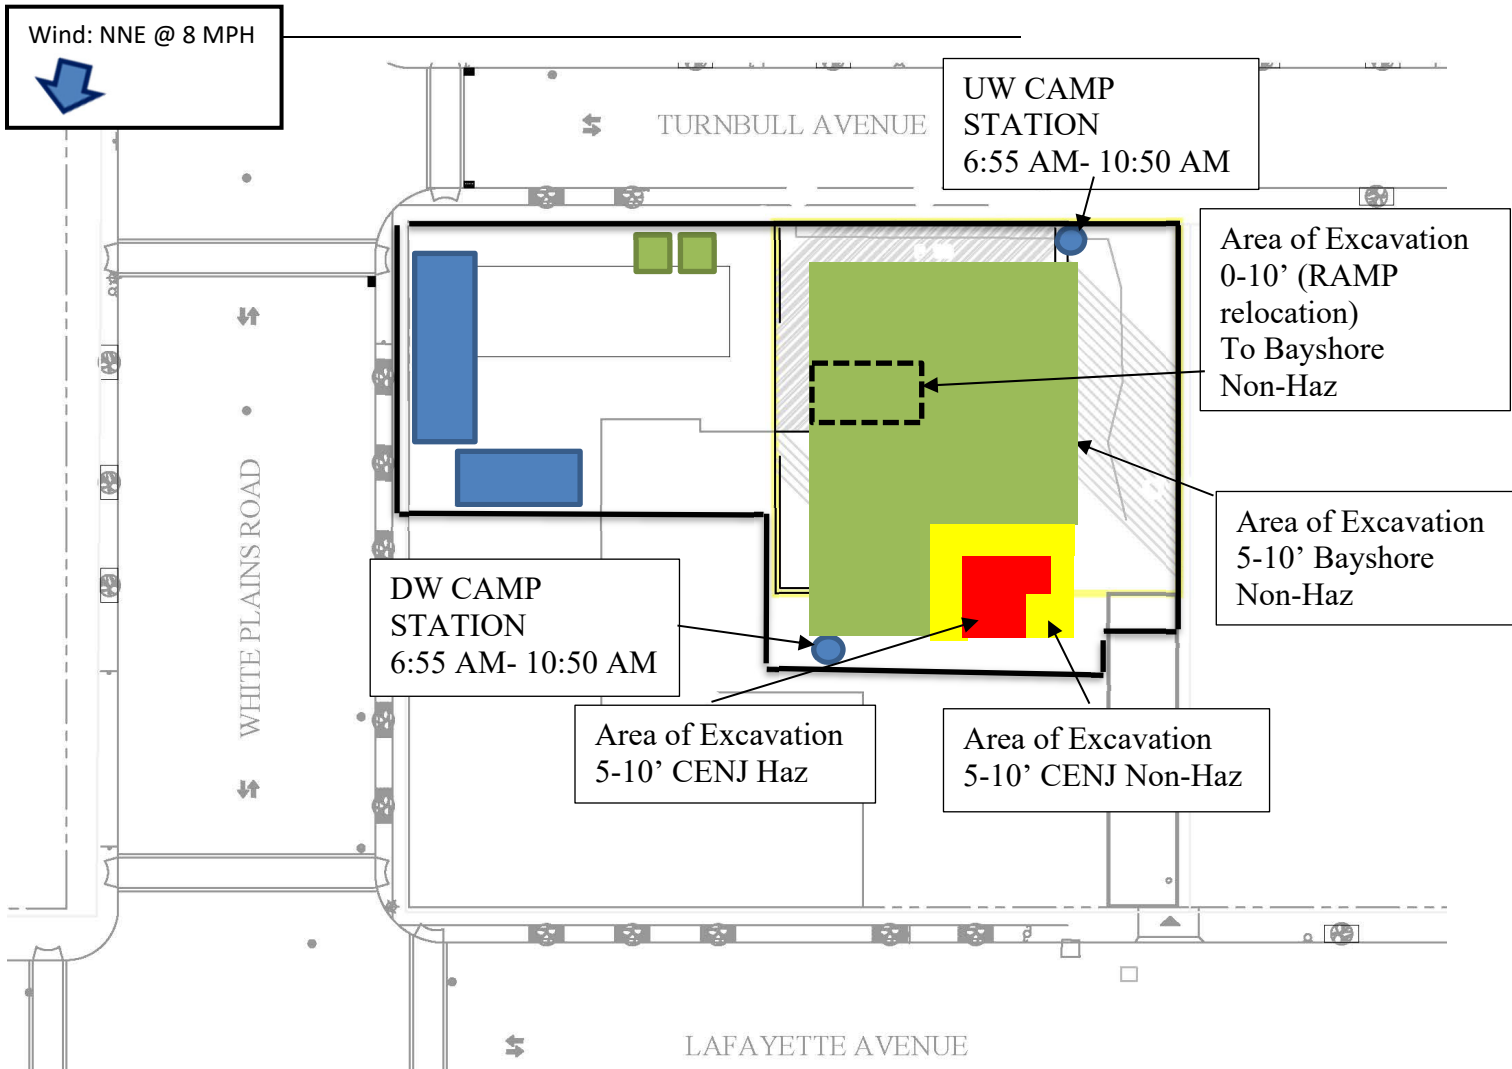 Wind: NNE @ 8 MPH
TURNBULL AVENUE
UW CAMP
STATION
6:55 AM- 10:50 AM
Area of Excavation
0-10’ (RAMP
relocation)
To Bayshore
Non-Haz
WHITE PLAINS ROAD
Area of Excavation
5-10’ Bayshore
Non-Haz
DW CAMP
STATION
6:55 AM- 10:50 AM
Area of Excavation
5-10’ CENJ Haz
Area of Excavation
5-10’ CENJ Non-Haz
LAFAYETTE AVENUE